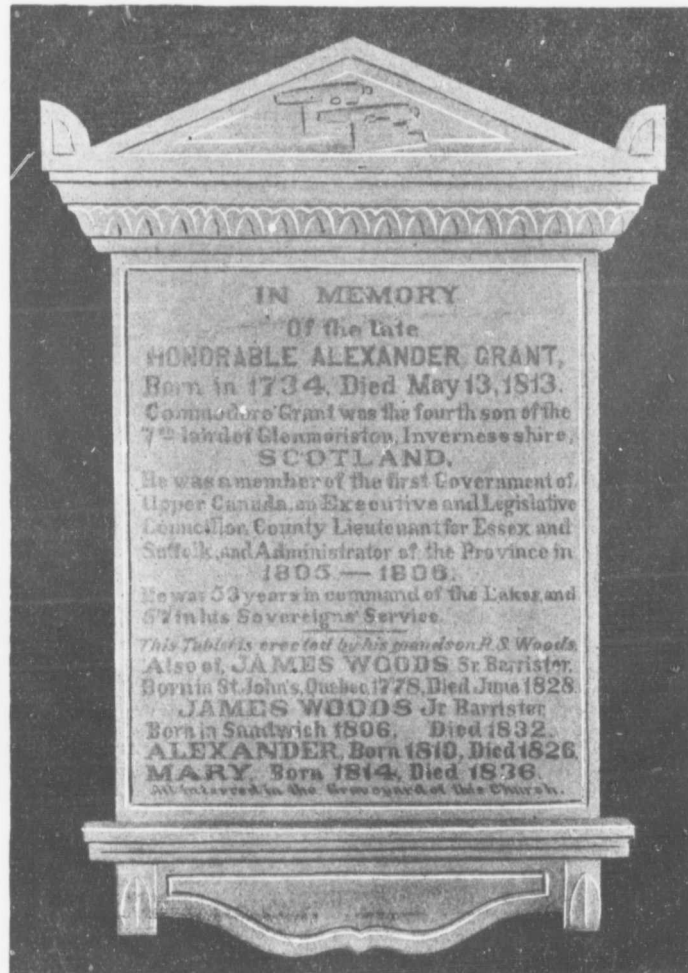 IN MEMORY
Of the late
HONORABLE ALEXANDER GRANT,
Born in 1734, Died May 13, 1813.
Commodore Grant was the fourth son of the
7th laird of Glenmoriston, Invernessshire,
SCOTLAND.
He was a member of the first Government of
Upper Canada, an Executive and Legislative
Councillor, County Lieutenant for Essex and
Suffolk, and Administrator of the Province in
1805 — 1806.
He was 53 years in command of the Lakes, and
57 in his Sovereigns' Service.
This Tablet is erected by his grandson R. S. Woods.
Also of, JAMES WOODS Sr Barrister,
Born in St. John's, Quebec, 1778, Died June 1828.
JAMES WOODS Jr Barrister
Born in Sandwich 1806, Died 1832.
ALEXANDER, Born 1810, Died 1826,
MARY, Born 1814, Died 1836.
All interred in the Graveyard of this Church.